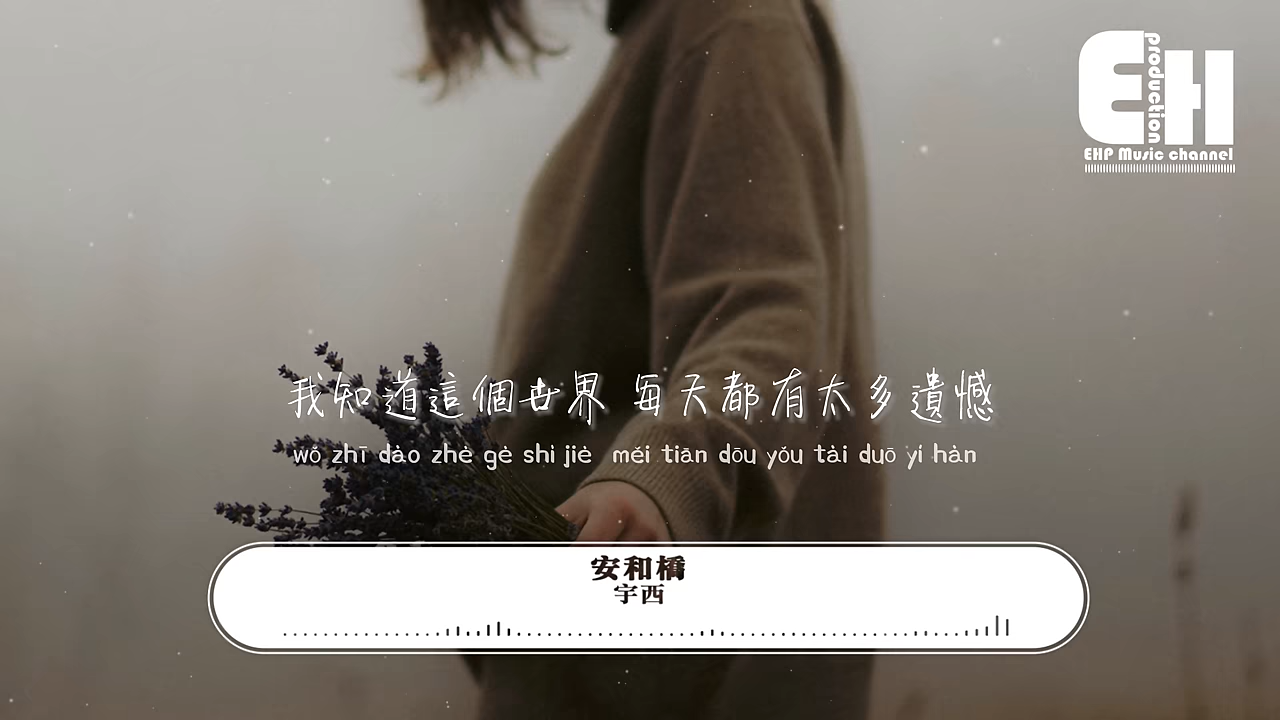 EH
production
EHP Music channel
我知道這個世界 每天都有太多遺憾
wǒ zhī dào zhè gè shì jiè méi tiān dōu yǒu tài duō yí hàn
安和橋
宇西